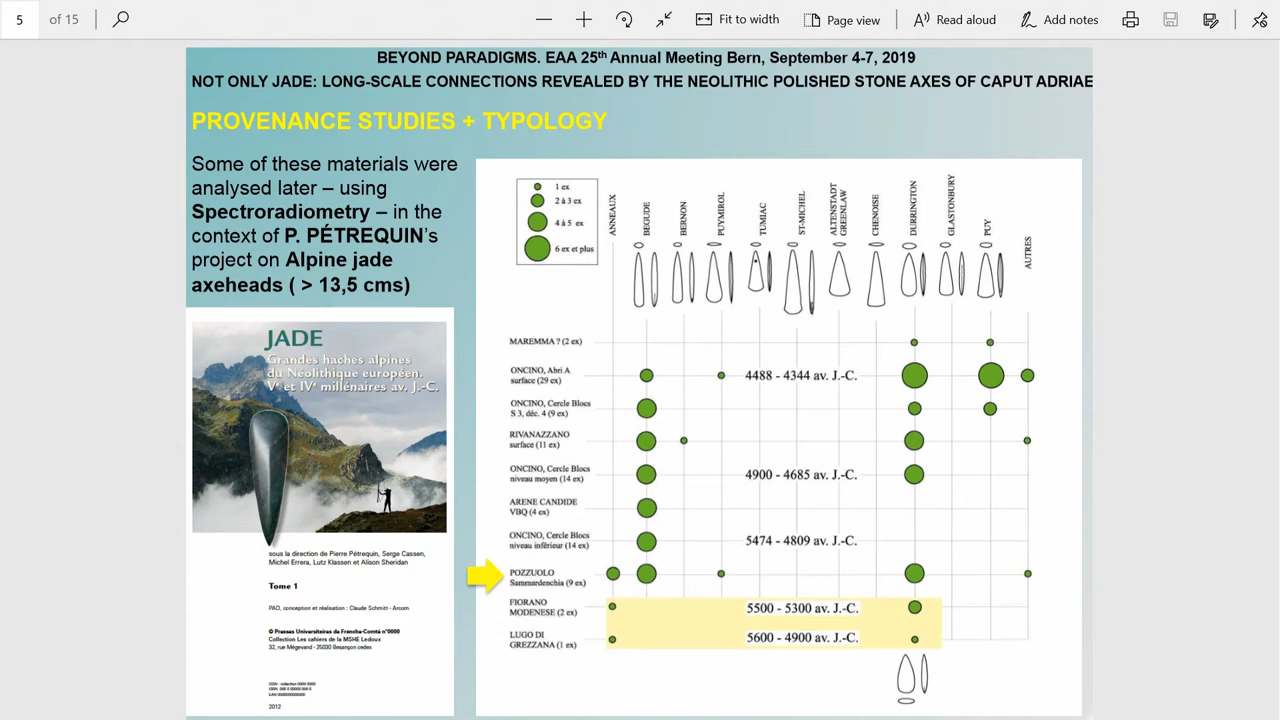 5 of 15 Fit to width Page view Read aloud Add notes
BEYOND PARADIGMS. EAA 25th Annual Meeting Bern, September 4-7, 2019
NOT ONLY JADE: LONG-SCALE CONNECTIONS REVEALED BY THE NEOLITHIC POLISHED STONE AXES OF CAPUT ADRIAE
PROVENANCE STUDIES + TYPOLOGY
Some of these materials were
analysed later – using
Spectroradiometry – in the
context of P. PÉTREQUIN's
project on Alpine jade
axeheads ( > 13,5 cms)
JADE
Grandes haches alpines
du Néolithique européen.
Ve et IVe millénaires av. J.-C.
sous la direction de Pierre Pétrequin, Serge Cassen,
Michel Errera, Lutz Klassen et Alison Sheridan
Tome 1
PAO, conception et réalisation : Claude Schmitt - Arcom
© Presses Universitaires de Franche-Comté n°0000
Collection Les cahiers de la MSHE Ledoux
32, rue Mégevand - 25030 Besançon cedex
2012
1 ex
2 à 3 ex
4 à 5 ex
6 ex et plus
ANNEAUX
BEGUDE
BERNON
PUYMIROL
TUMIAC
ST-MICHEL
ALTENSTADT
GREENLAW
CHENOISE
DURRINGTON
GLASTONBURY
PUY
AUTRES
MAREMMA ? (2 ex)
ONCINO, Abri A
surface (29 ex)
4488 - 4344 av. J.-C.
ONCINO, Cercle Blocs
S 3, déc. 4 (9 ex)
RIVANAZZANO
surface (11 ex)
ONCINO, Cercle Blocs
niveau moyen (14 ex)
4900 - 4685 av. J.-C.
ARENE CANDIDE
VBQ (4 ex)
ONCINO, Cercle Blocs
niveau inférieur (14 ex)
5474 - 4809 av. J.-C.
POZZUOLO
Sammardenchia (9 ex)
FIORANO
MODENESE (2 ex)
5500 - 5300 av. J.-C.
LUGO DI
GREZZANA (1 ex)
5600 - 4900 av. J.-C.